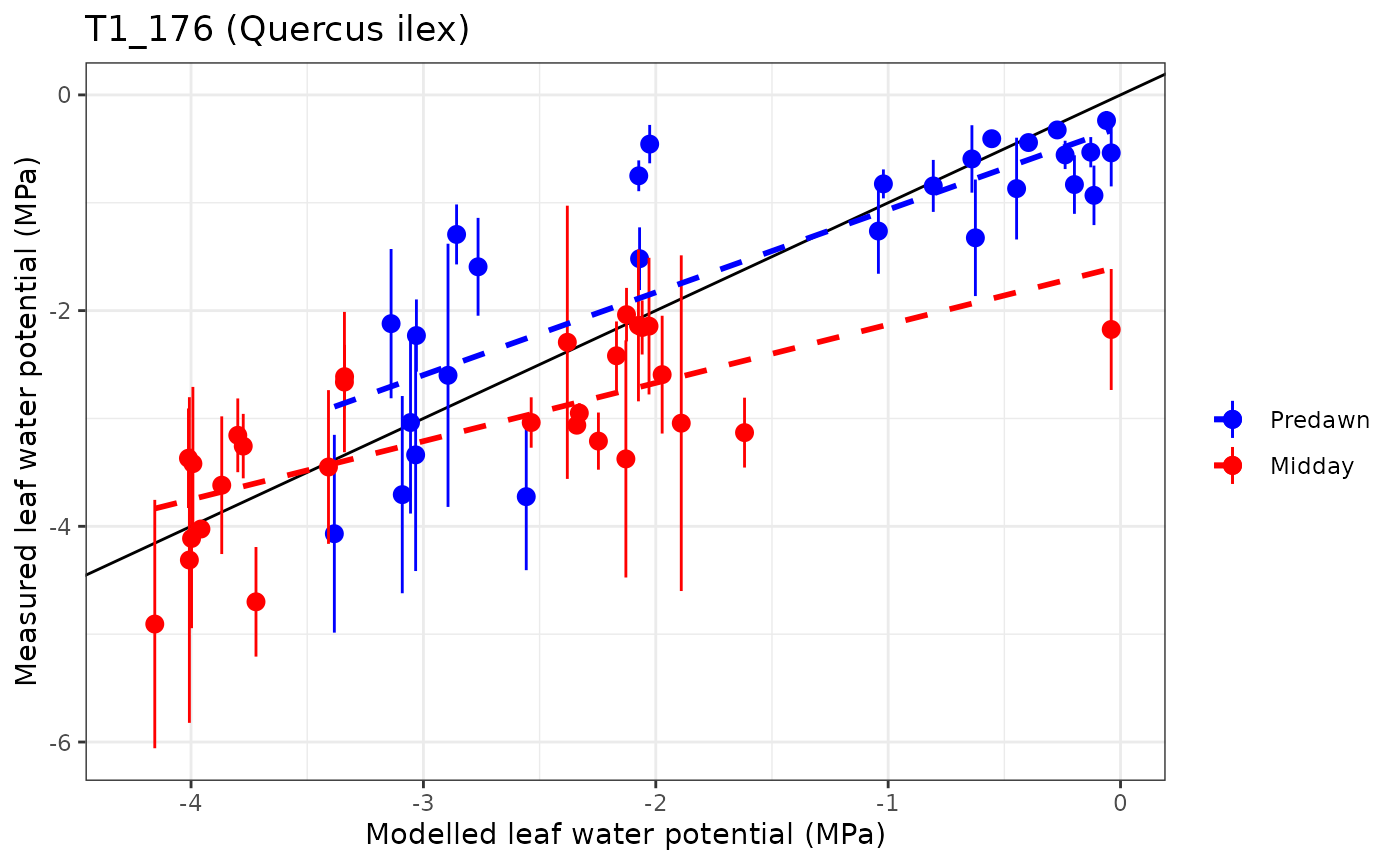 T1_176 (Quercus ilex)
Measured leaf water potential (MPa)
0
-2
-4
-6
-4
-3
-2
-1
0
Modelled leaf water potential (MPa)
Predawn
Midday